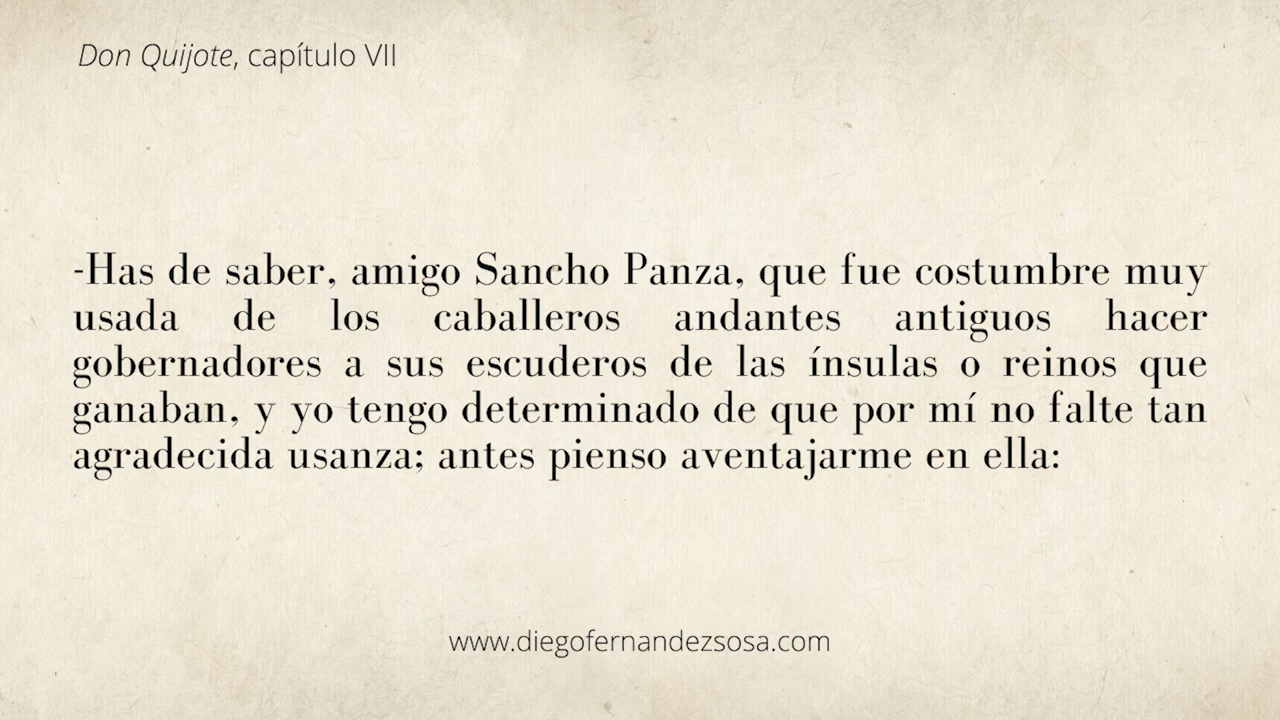 Don Quijote, capítulo VII
-Has de saber, amigo Sancho Panza, que fue costumbre muy
usada de los caballeros andantes antiguos hacer
gobernadores a sus escuderos de las ínsulas o reinos que
ganaban, y yo tengo determinado de que por mí no falte tan
agradecida usanza; antes pienso aventajarme en ella:
www.diegofernandezsosa.com